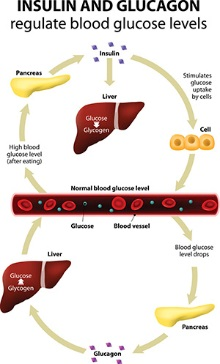 INSULIN AND GLUCAGON
regulate blood glucose levels
Insulin
Pancreas
Liver
Stimulates
glucose
uptake
by cells
Glucose
Glycogen
Cell
High blood
glucose level
(after eating)
Normal blood glucose level
Glucose
Blood vessel
Liver
Blood glucose
level drops
Glucose
Glycogen
Pancreas
Glucagon